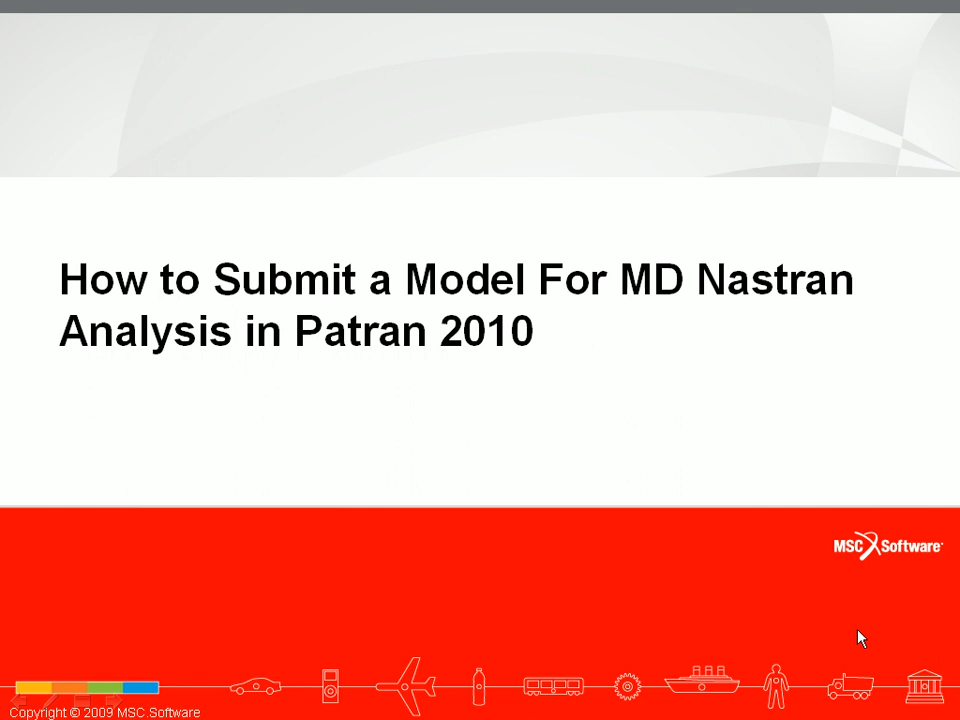 How to Submit a Model For MD Nastran
Analysis in Patran 2010
MSC Software
Copyright © 2009 MSC.Software